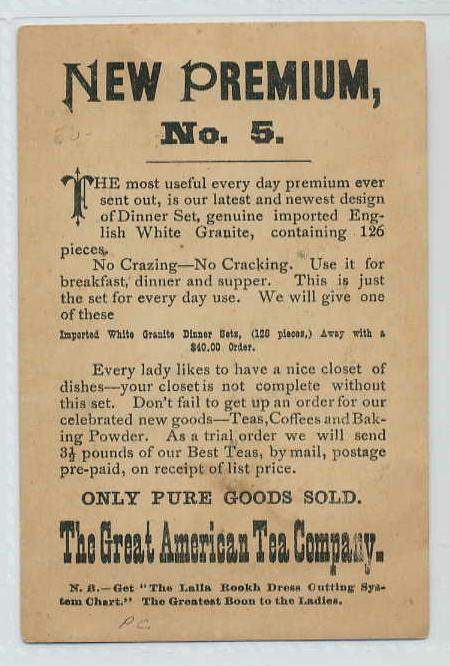 NEW PREMIUM,
No. 5.
THE most useful every day premium ever
sent out, is our latest and newest design
of Dinner Set, genuine imported Eng-
lish White Granite, containing 126
pieces.
No Crazing—No Cracking. Use it for
breakfast, dinner and supper. This is just
the set for every day use. We will give one
of these
Imported White Granite Dinner Sets, (126 pieces,) Away with a
$40.00 Order.
Every lady likes to have a nice closet of
dishes—your closet is not complete without
this set. Don't fail to get up an order for our
celebrated new goods—Teas, Coffees and Bak-
ing Powder. As a trial order we will send
3½ pounds of our Best Teas, by mail, postage
pre-paid, on receipt of list price.
ONLY PURE GOODS SOLD.
The Great American Tea Company.
N. B.—Get "The Lalla Rookh Dress Cutting Sys-
tem Chart." The Greatest Boon to the Ladies.
PC